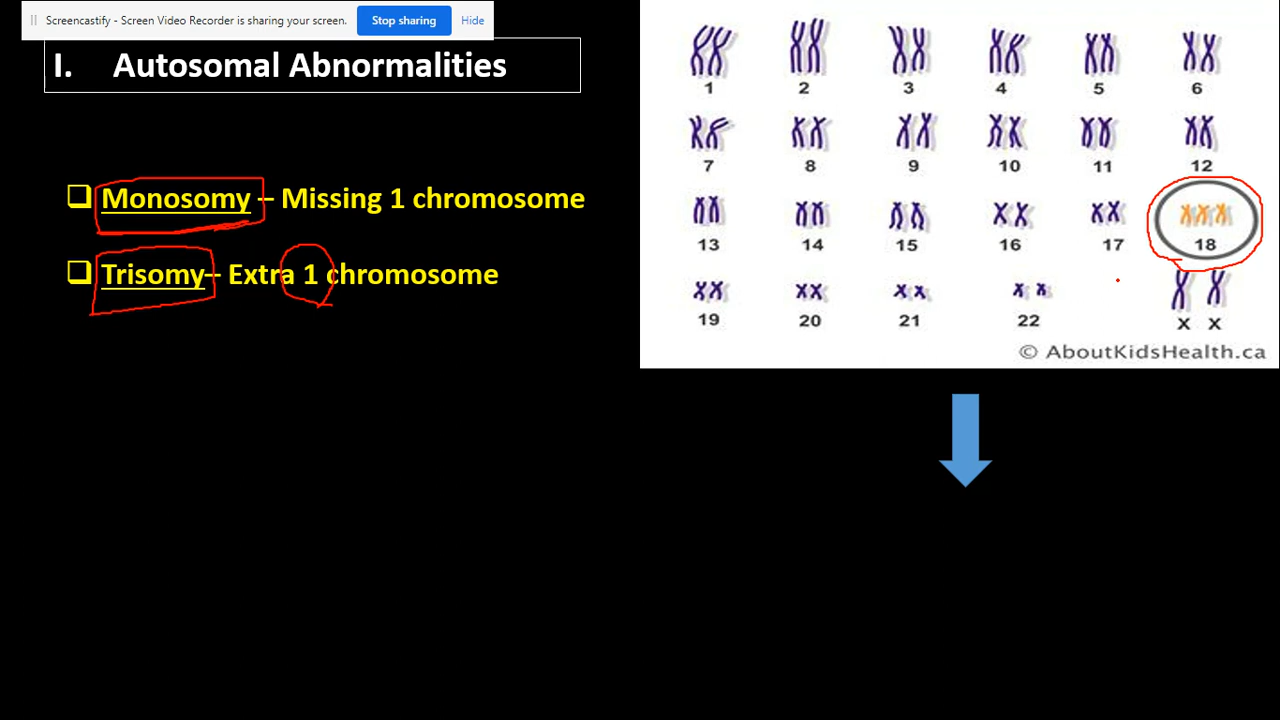 Screencastify - Screen Video Recorder is sharing your screen. Stop sharing Hide
I. Autosomal Abnormalities
Monosomy – Missing 1 chromosome
Trisomy– Extra 1 chromosome
1 2 3 4 5 6
7 8 9 10 11 12
13 14 15 16 17 18
19 20 21 22 X X
© AboutKidsHealth.ca